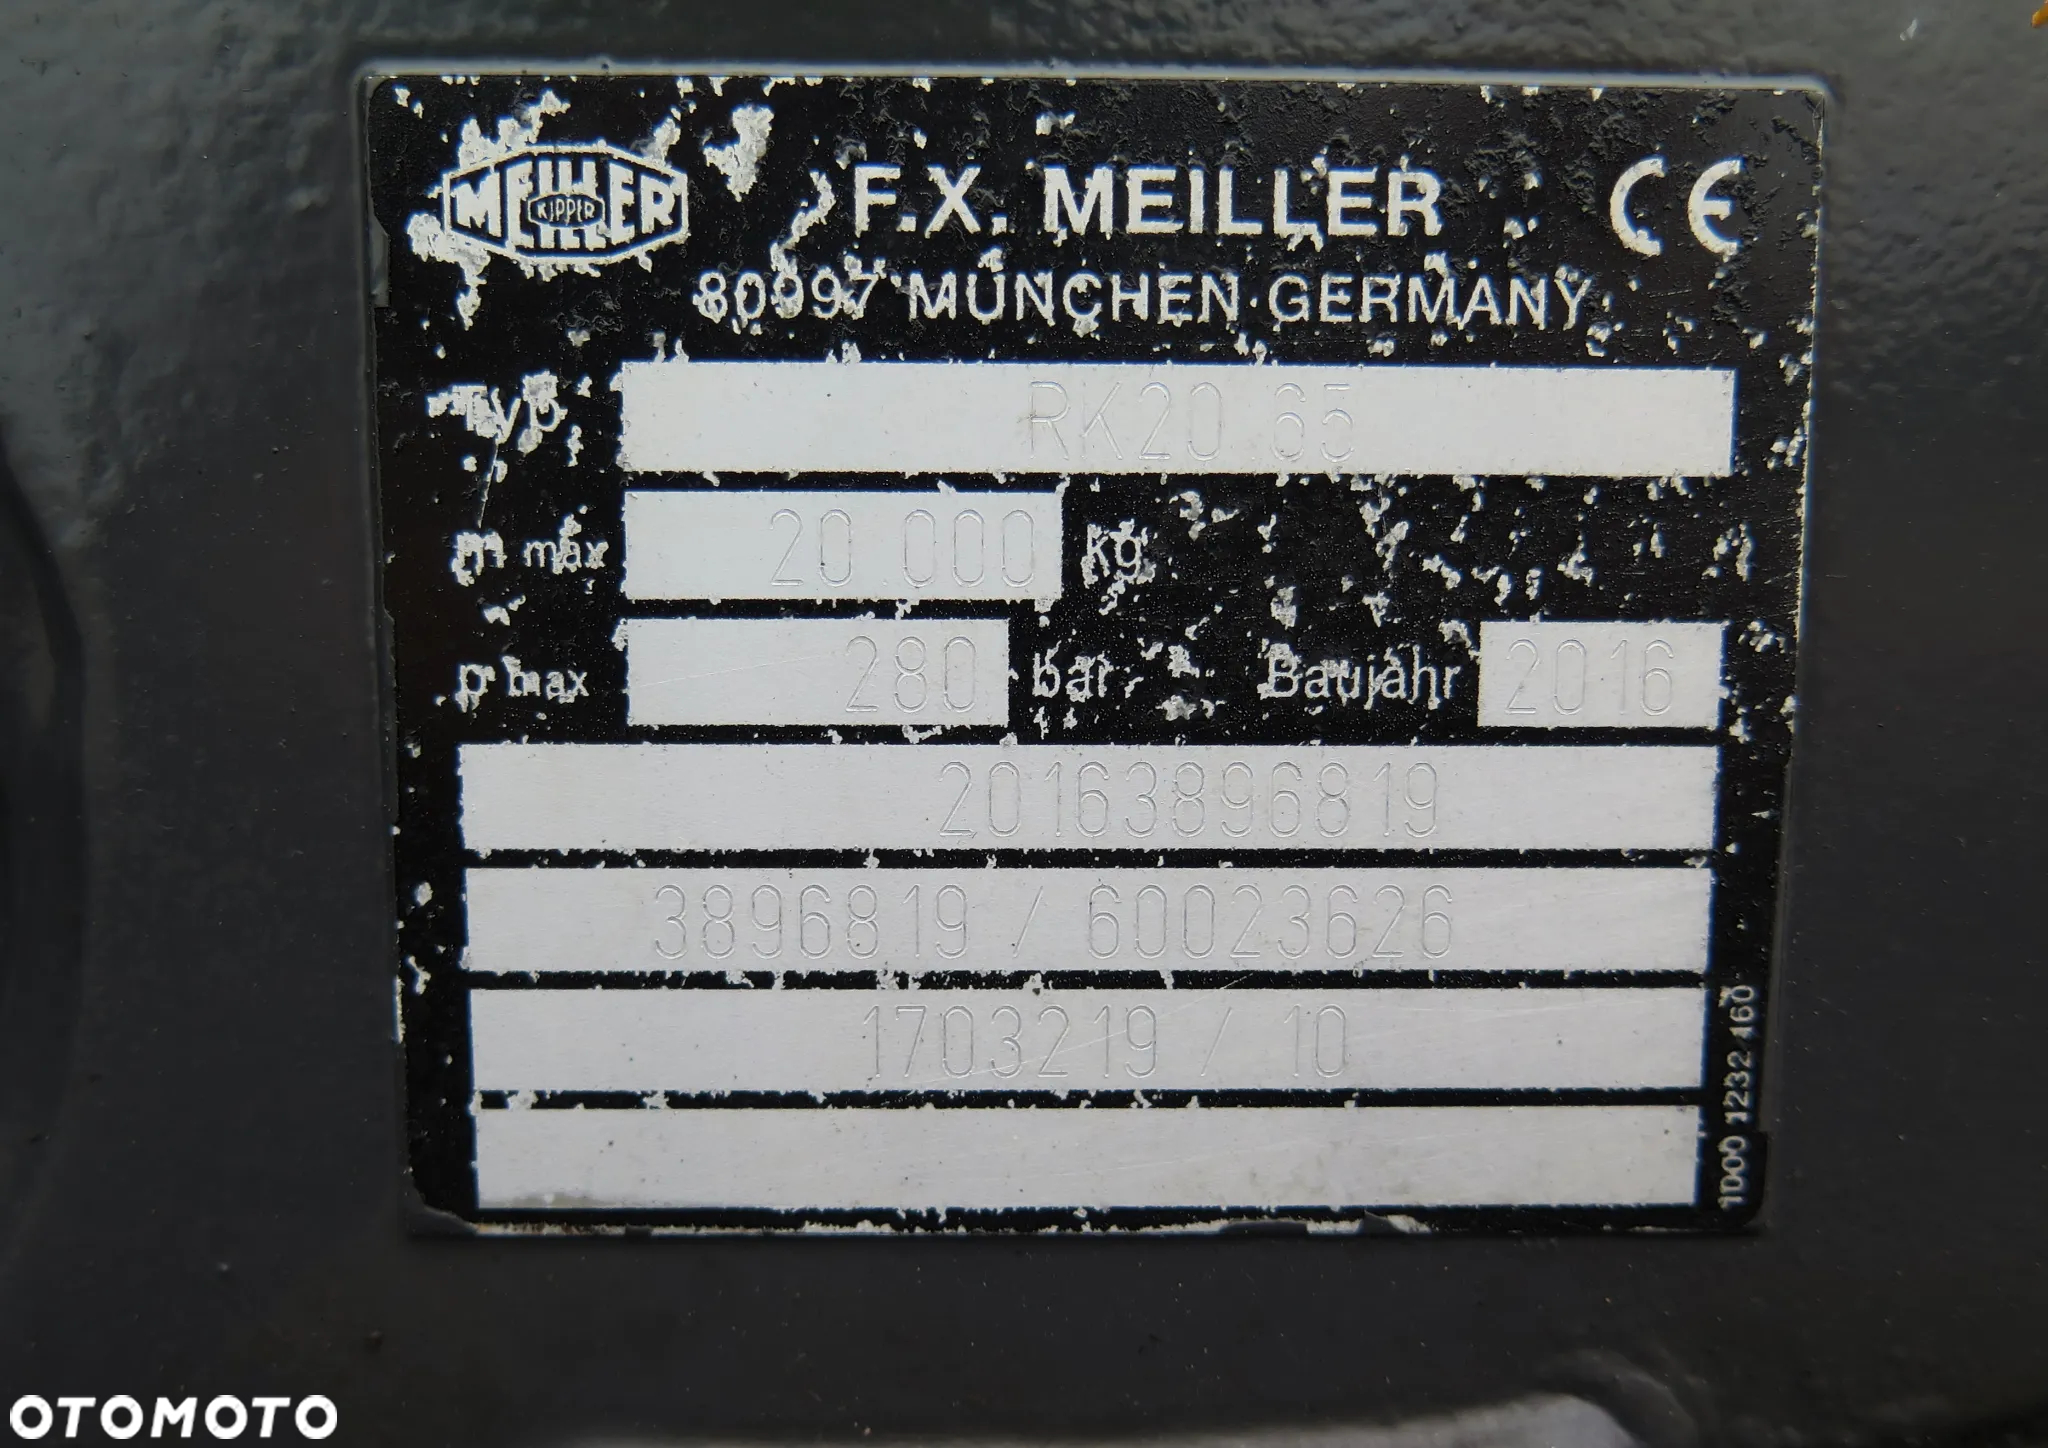 MEILLER
KIPPER
F.X. MEILLER CE
80997 MÜNCHEN·GERMANY
Typ RK20.65
m max 20.000 kg
p max 280 bar Baujahr 2016
20163896819
3896819 / 60023626
1703219 / 10
1000 1232 460
OTOMOTO